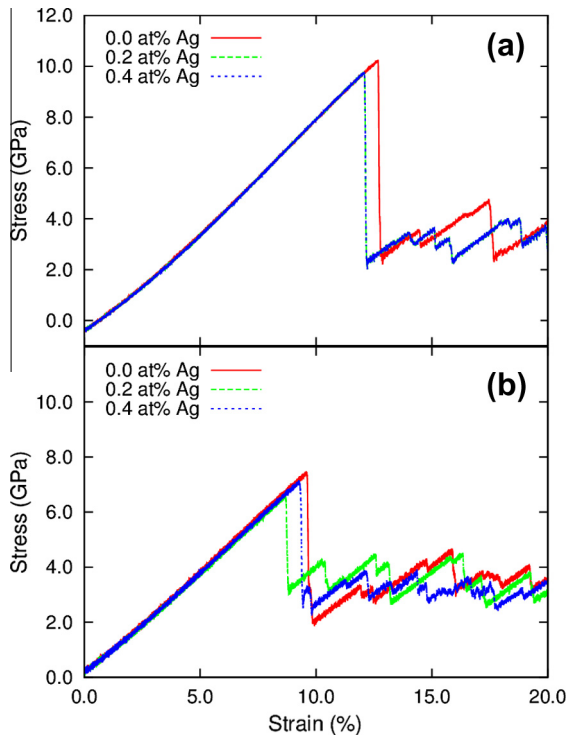 (a)
0.0 at% Ag
0.2 at% Ag
0.4 at% Ag
Stress (GPa)
12.0
10.0
8.0
6.0
4.0
2.0
0.0
(b)
0.0 at% Ag
0.2 at% Ag
0.4 at% Ag
Stress (GPa)
10.0
8.0
6.0
4.0
2.0
0.0
0.0 5.0 10.0 15.0 20.0
Strain (%)